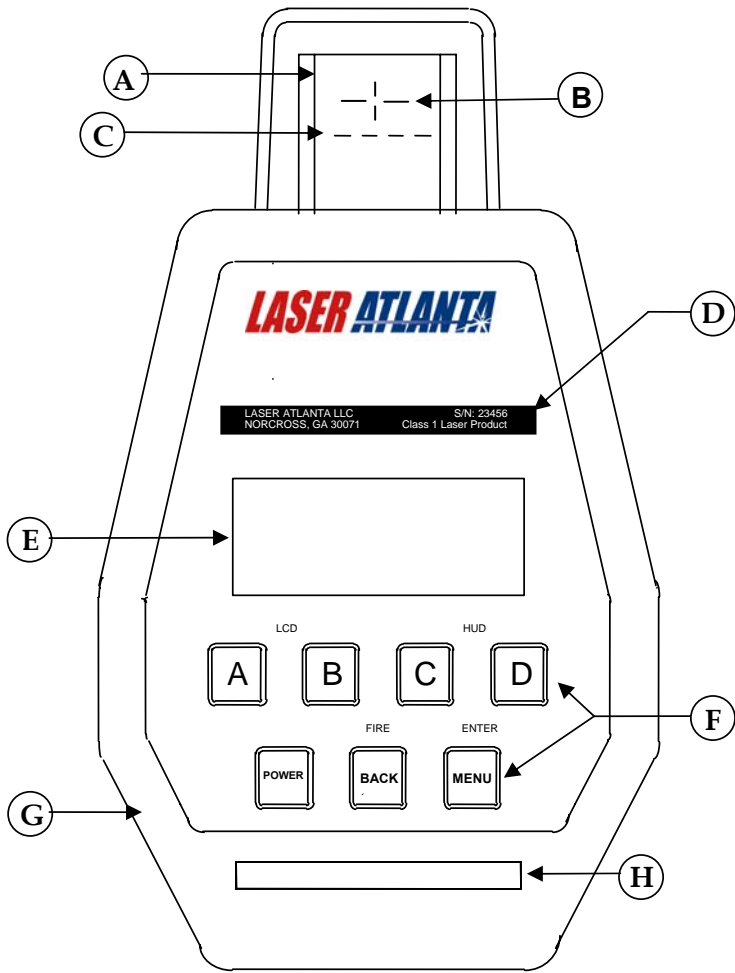 A
B
C
LASER ATLANTA
D
LASER ATLANTA LLC S/N: 23456
NORCROSS, GA 30071 Class 1 Laser Product
E
LCD HUD
A B C D
F
FIRE ENTER
POWER BACK MENU
G
H